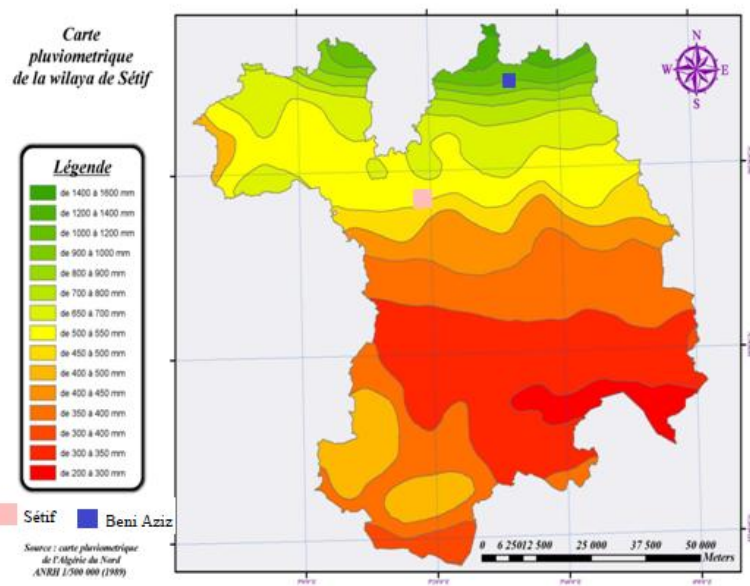 Carte
pluviometrique
de la wilaya de Sétif
N
W E
S
Légende
de 1400 à 1600 mm
de 1200 à 1400 mm
de 1000 à 1200 mm
de 900 à 1000 mm
de 800 à 900 mm
de 700 à 800 mm
de 650 à 700 mm
de 500 à 550 mm
de 450 à 500 mm
de 400 à 500 mm
de 400 à 450 mm
de 350 à 400 mm
de 300 à 400 mm
de 300 à 350 mm
de 200 à 300 mm
Sétif Beni Aziz
Source : carte pluviometrique
de l'Algérie du Nord
ANRH 1/500 000 (1989)
0 6 250 12 500 25 000 37 500 50 000
Meters